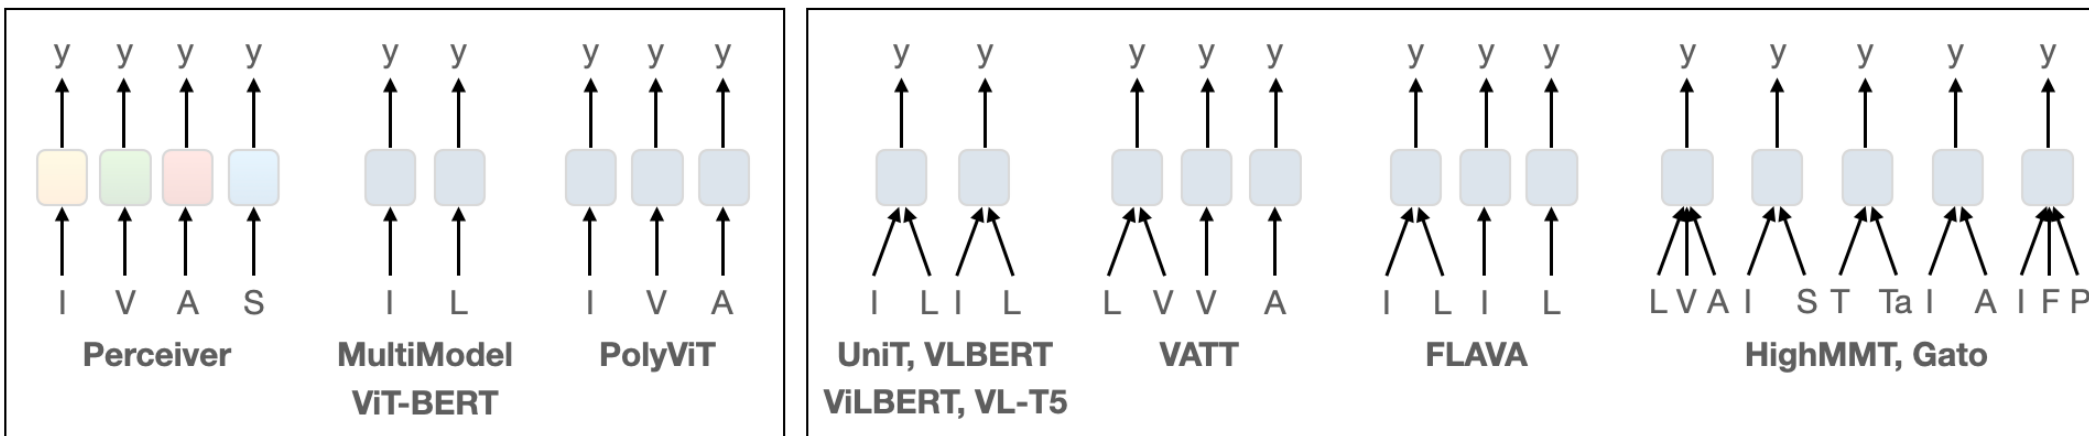 y y y y y y y y y y y y y y y y y y y y y y
I V A S I L I V A I L I L L V V A I L I L L V A I S T Ta I A I F P
Perceiver MultiModel PolyViT UniT, VLBERT VATT FLAVA HighMMT, Gato
ViT-BERT ViLBERT, VL-T5